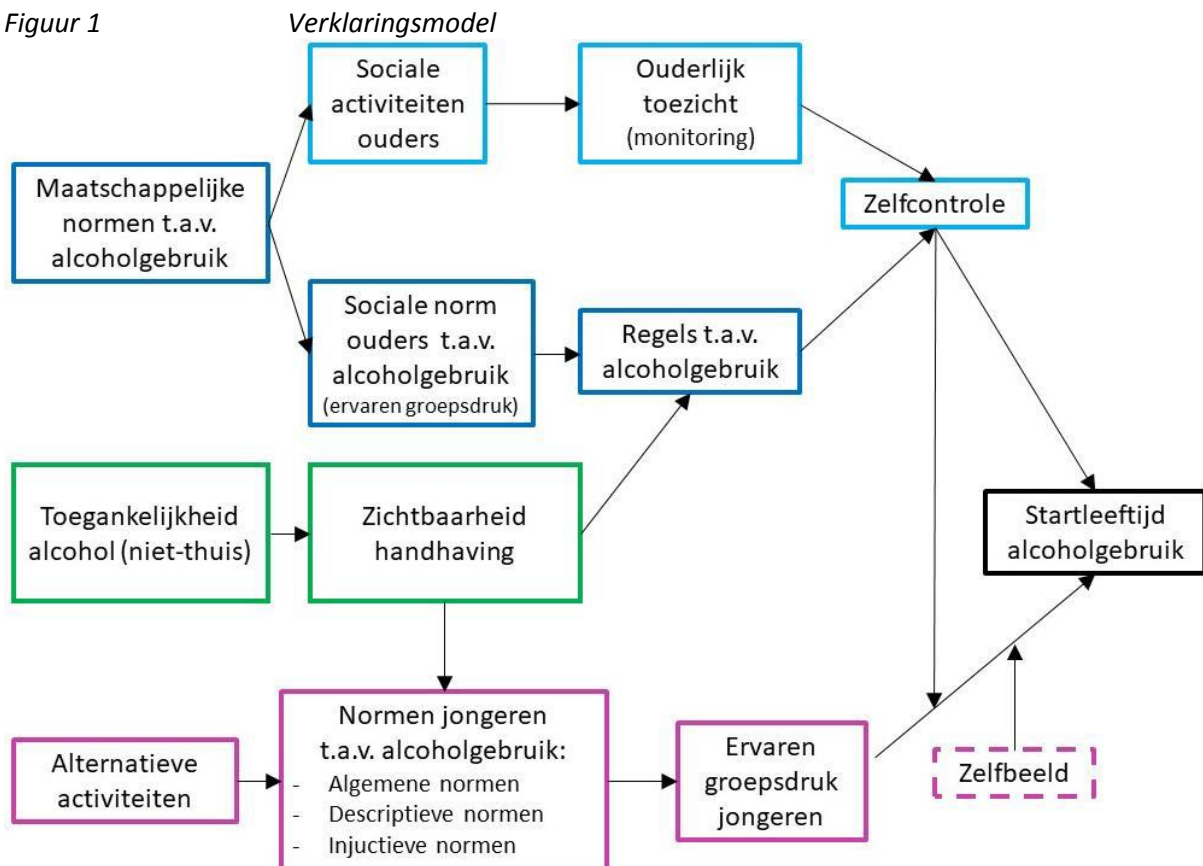 Figuur 1 Verklaringsmodel
Sociale
activiteiten
ouders
Ouderlijk
toezicht
(monitoring)
Maatschappelijke
normen t.a.v.
alcoholgebruik
Zelfcontrole
Sociale norm
ouders t.a.v.
alcoholgebruik
(ervaren groepsdruk)
Regels t.a.v.
alcoholgebruik
Toegankelijkheid
alcohol (niet-thuis)
Zichtbaarheid
handhaving
Startleeftijd
alcoholgebruik
Alternatieve
activiteiten
Normen jongeren
t.a.v. alcoholgebruik:
- Algemene normen
- Descriptieve normen
- Injuctieve normen
Ervaren
groepsdruk
jongeren
Zelfbeeld